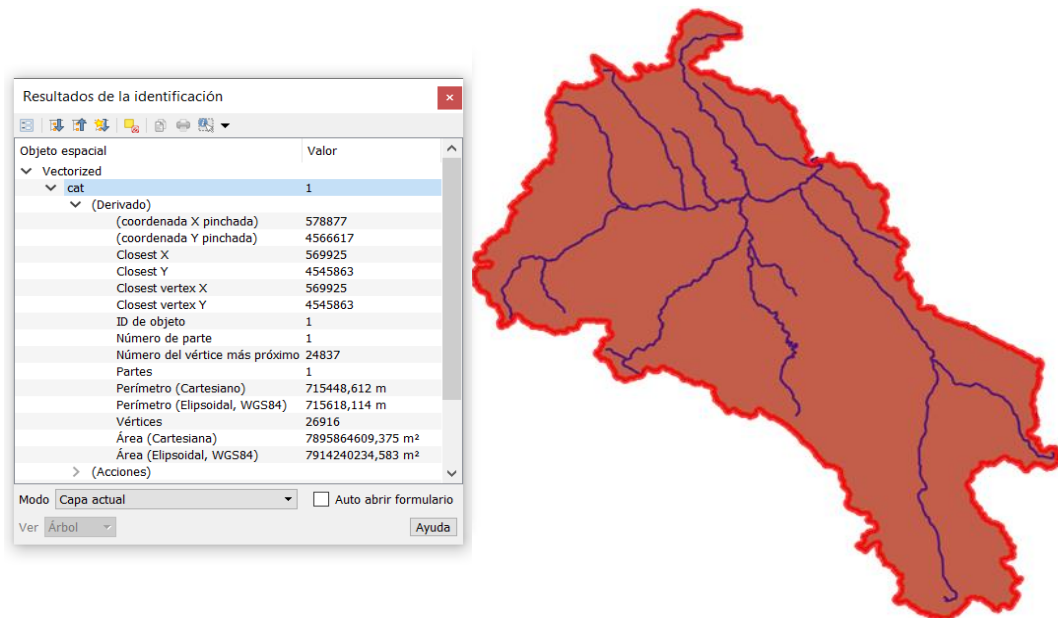 Resultados de la identificación
Objeto espacial Valor
Vectorized
cat 1
(Derivado)
(coordenada X pinchada) 578877
(coordenada Y pinchada) 4566617
Closest X 569925
Closest Y 4545863
Closest vertex X 569925
Closest vertex Y 4545863
ID de objeto 1
Número de parte 1
Número del vértice más próximo 24837
Partes 1
Perímetro (Cartesiano) 715448,612 m
Perímetro (Elipsoidal, WGS84) 715618,114 m
Vértices 26916
Área (Cartesiana) 7895864609,375 m²
Área (Elipsoidal, WGS84) 7914240234,583 m²
(Acciones)
Modo Capa actual Auto abrir formulario
Ver Árbol Ayuda